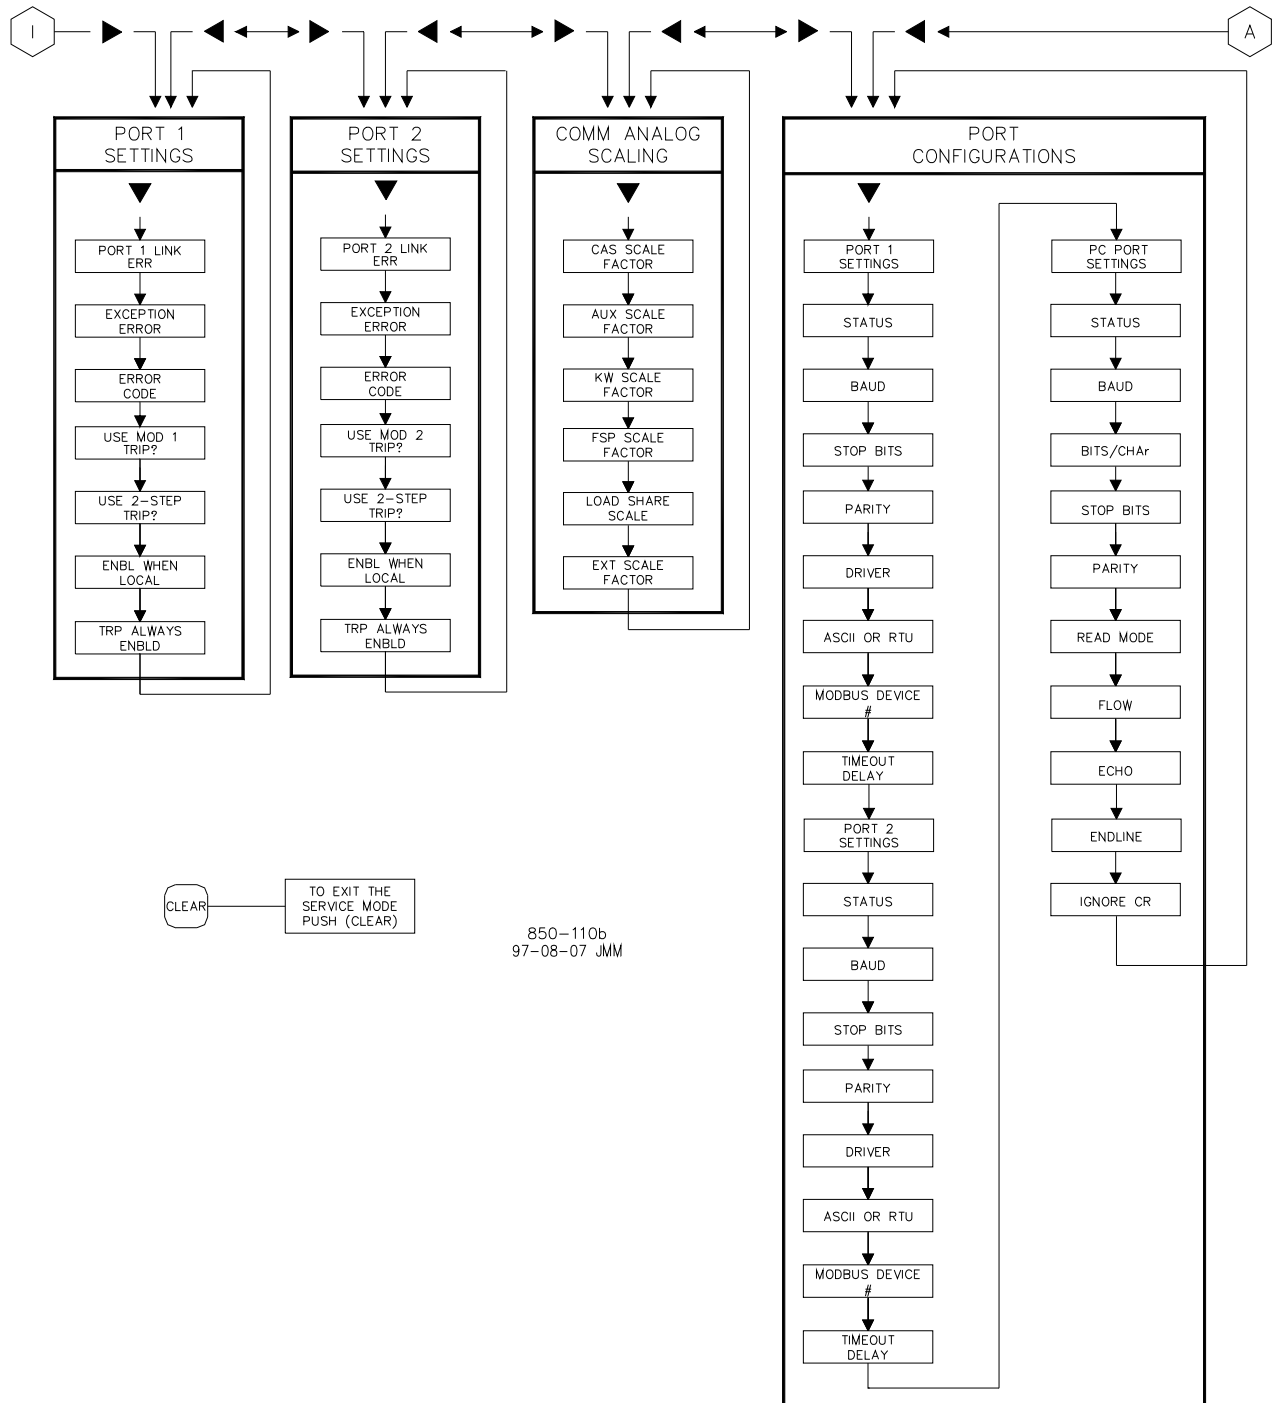 I
A
PORT 1
SETTINGS
PORT 1 LINK
ERR
EXCEPTION
ERROR
ERROR
CODE
USE MOD 1
TRIP?
USE 2-STEP
TRIP?
ENBL WHEN
LOCAL
TRP ALWAYS
ENBLD
PORT 2
SETTINGS
PORT 2 LINK
ERR
EXCEPTION
ERROR
ERROR
CODE
USE MOD 2
TRIP?
USE 2-STEP
TRIP?
ENBL WHEN
LOCAL
TRP ALWAYS
ENBLD
COMM ANALOG
SCALING
CAS SCALE
FACTOR
AUX SCALE
FACTOR
KW SCALE
FACTOR
FSP SCALE
FACTOR
LOAD SHARE
SCALE
EXT SCALE
FACTOR
PORT
CONFIGURATIONS
PORT 1
SETTINGS
STATUS
BAUD
STOP BITS
PARITY
DRIVER
ASCII OR RTU
MODBUS DEVICE
#
TIMEOUT
DELAY
PORT 2
SETTINGS
STATUS
BAUD
STOP BITS
PARITY
DRIVER
ASCII OR RTU
MODBUS DEVICE
#
TIMEOUT
DELAY
PC PORT
SETTINGS
STATUS
BAUD
BITS/CHAr
STOP BITS
PARITY
READ MODE
FLOW
ECHO
ENDLINE
IGNORE CR
CLEAR
TO EXIT THE
SERVICE MODE
PUSH (CLEAR)
850-110b
97-08-07 JMM